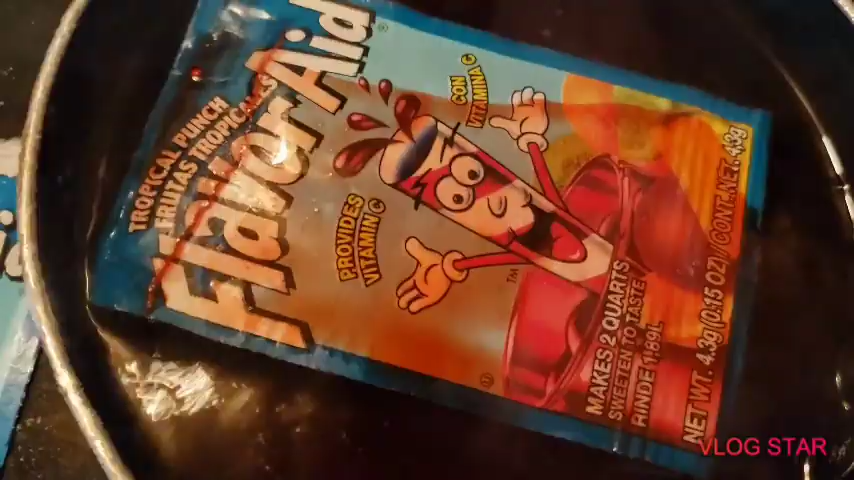 Flavor Aid®
TROPICAL PUNCH
FRUTAS TROPICALES
CON
VITAMINA C
PROVIDES
VITAMIN C
TM
MAKES 2 QUARTS
SWEETEN TO TASTE
RINDE 1.89L
NET WT. 4.3g (0.15 OZ) / CONT. NET. 4.3g
VLOG STAR